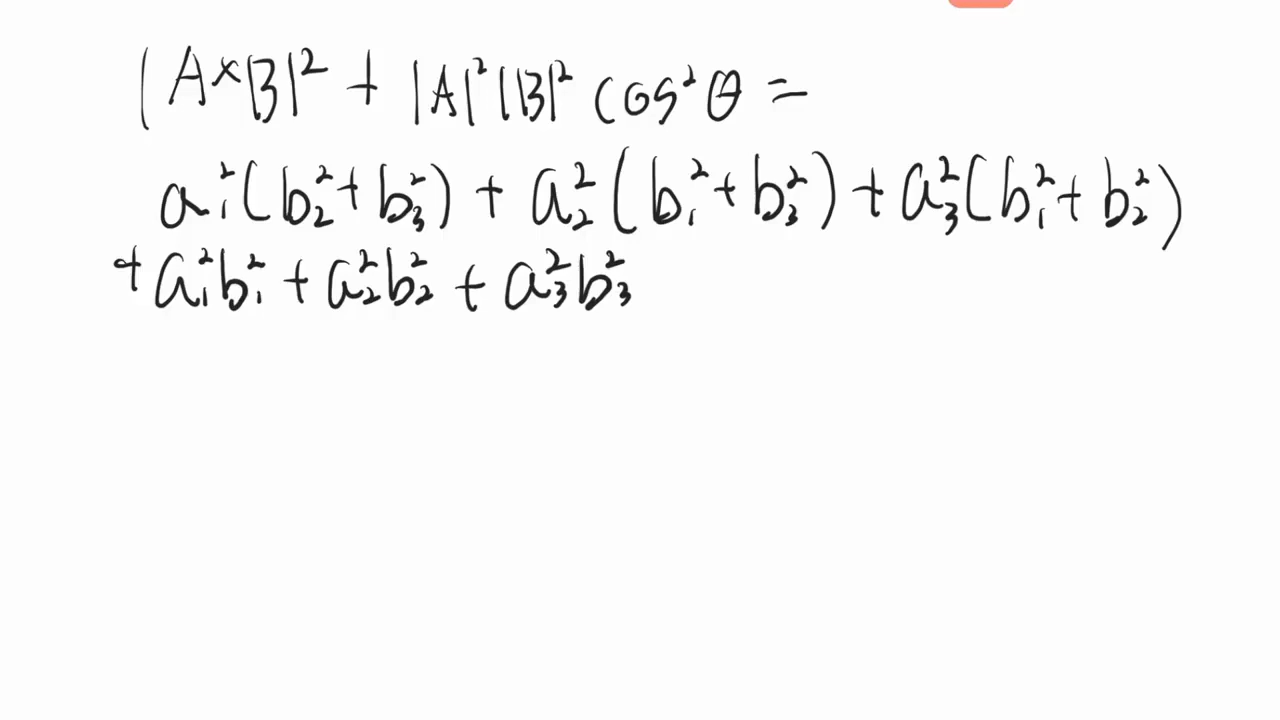 |A×B|² + |A|²|B|² cos²θ =
a₁²(b₂²+b₃²) + a₂²(b₁²+b₃²) + a₃²(b₁²+b₂²)
+a₁²b₁² + a₂²b₂² + a₃²b₃²